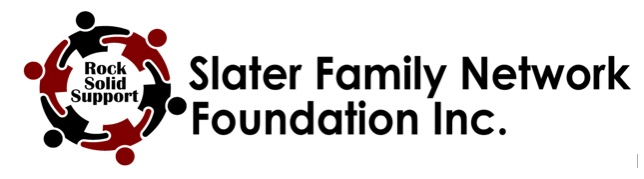 Rock
Solid
Support
Slater Family Network
Foundation Inc.